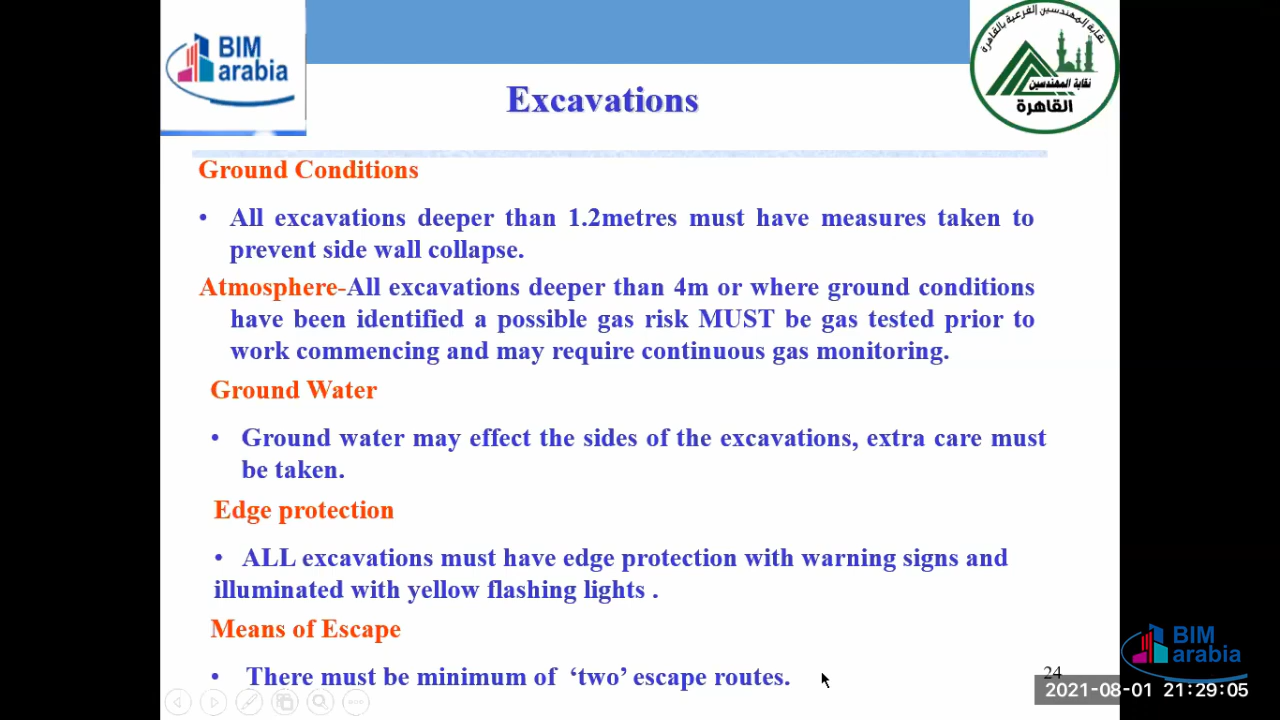 BIM
arabia
نقابة المهندسين الفرعية بالقاهرة
نقابة المهندسين
القاهرة
Excavations
Ground Conditions
• All excavations deeper than 1.2metres must have measures taken to
prevent side wall collapse.
Atmosphere-All excavations deeper than 4m or where ground conditions
have been identified a possible gas risk MUST be gas tested prior to
work commencing and may require continuous gas monitoring.
Ground Water
• Ground water may effect the sides of the excavations, extra care must
be taken.
Edge protection
• ALL excavations must have edge protection with warning signs and
illuminated with yellow flashing lights .
Means of Escape
• There must be minimum of ‘two’ escape routes.
24
BIM
arabia
2021-08-01 21:29:05